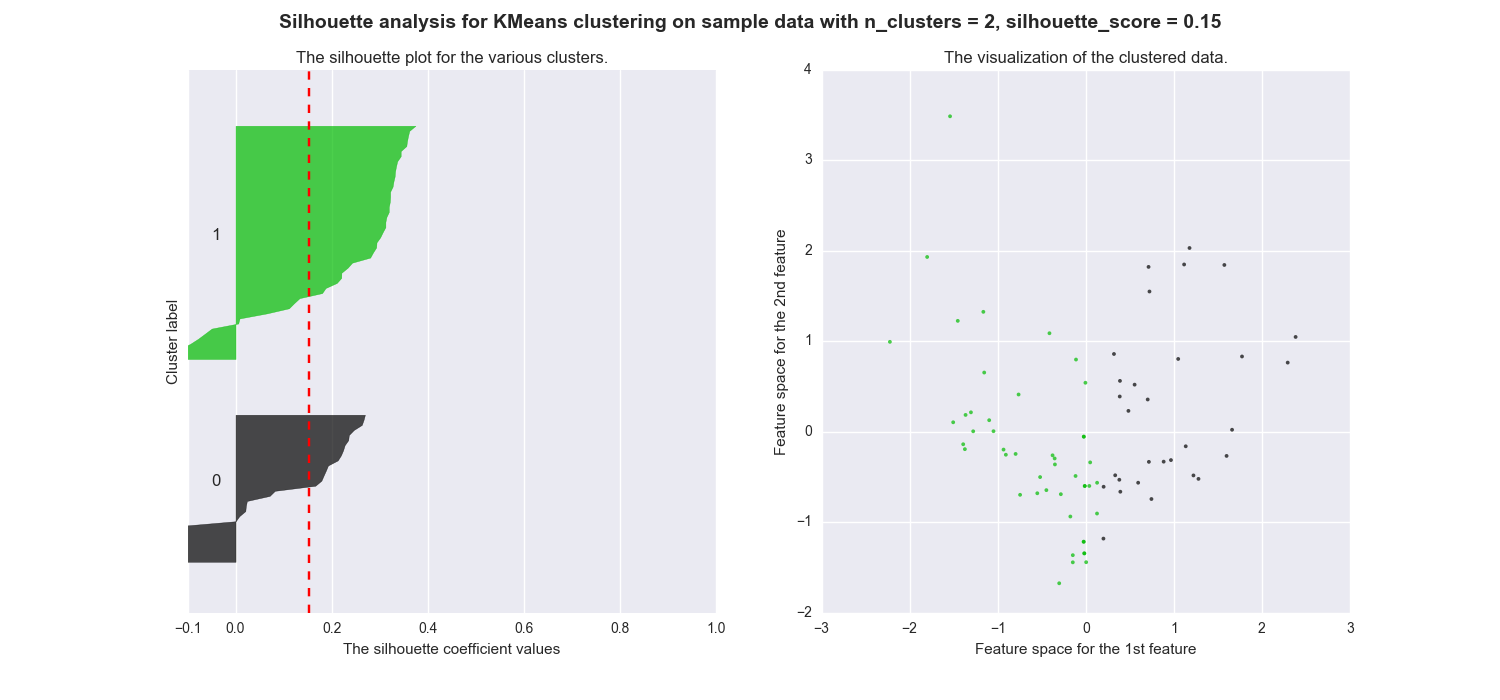 Silhouette analysis for KMeans clustering on sample data with n_clusters = 2, silhouette_score = 0.15
The silhouette plot for the various clusters.
1
0
Cluster label
−0.1 0.0 0.2 0.4 0.6 0.8 1.0
The silhouette coefficient values
The visualization of the clustered data.
4
3
2
1
0
−1
−2
Feature space for the 2nd feature
−3 −2 −1 0 1 2 3
Feature space for the 1st feature